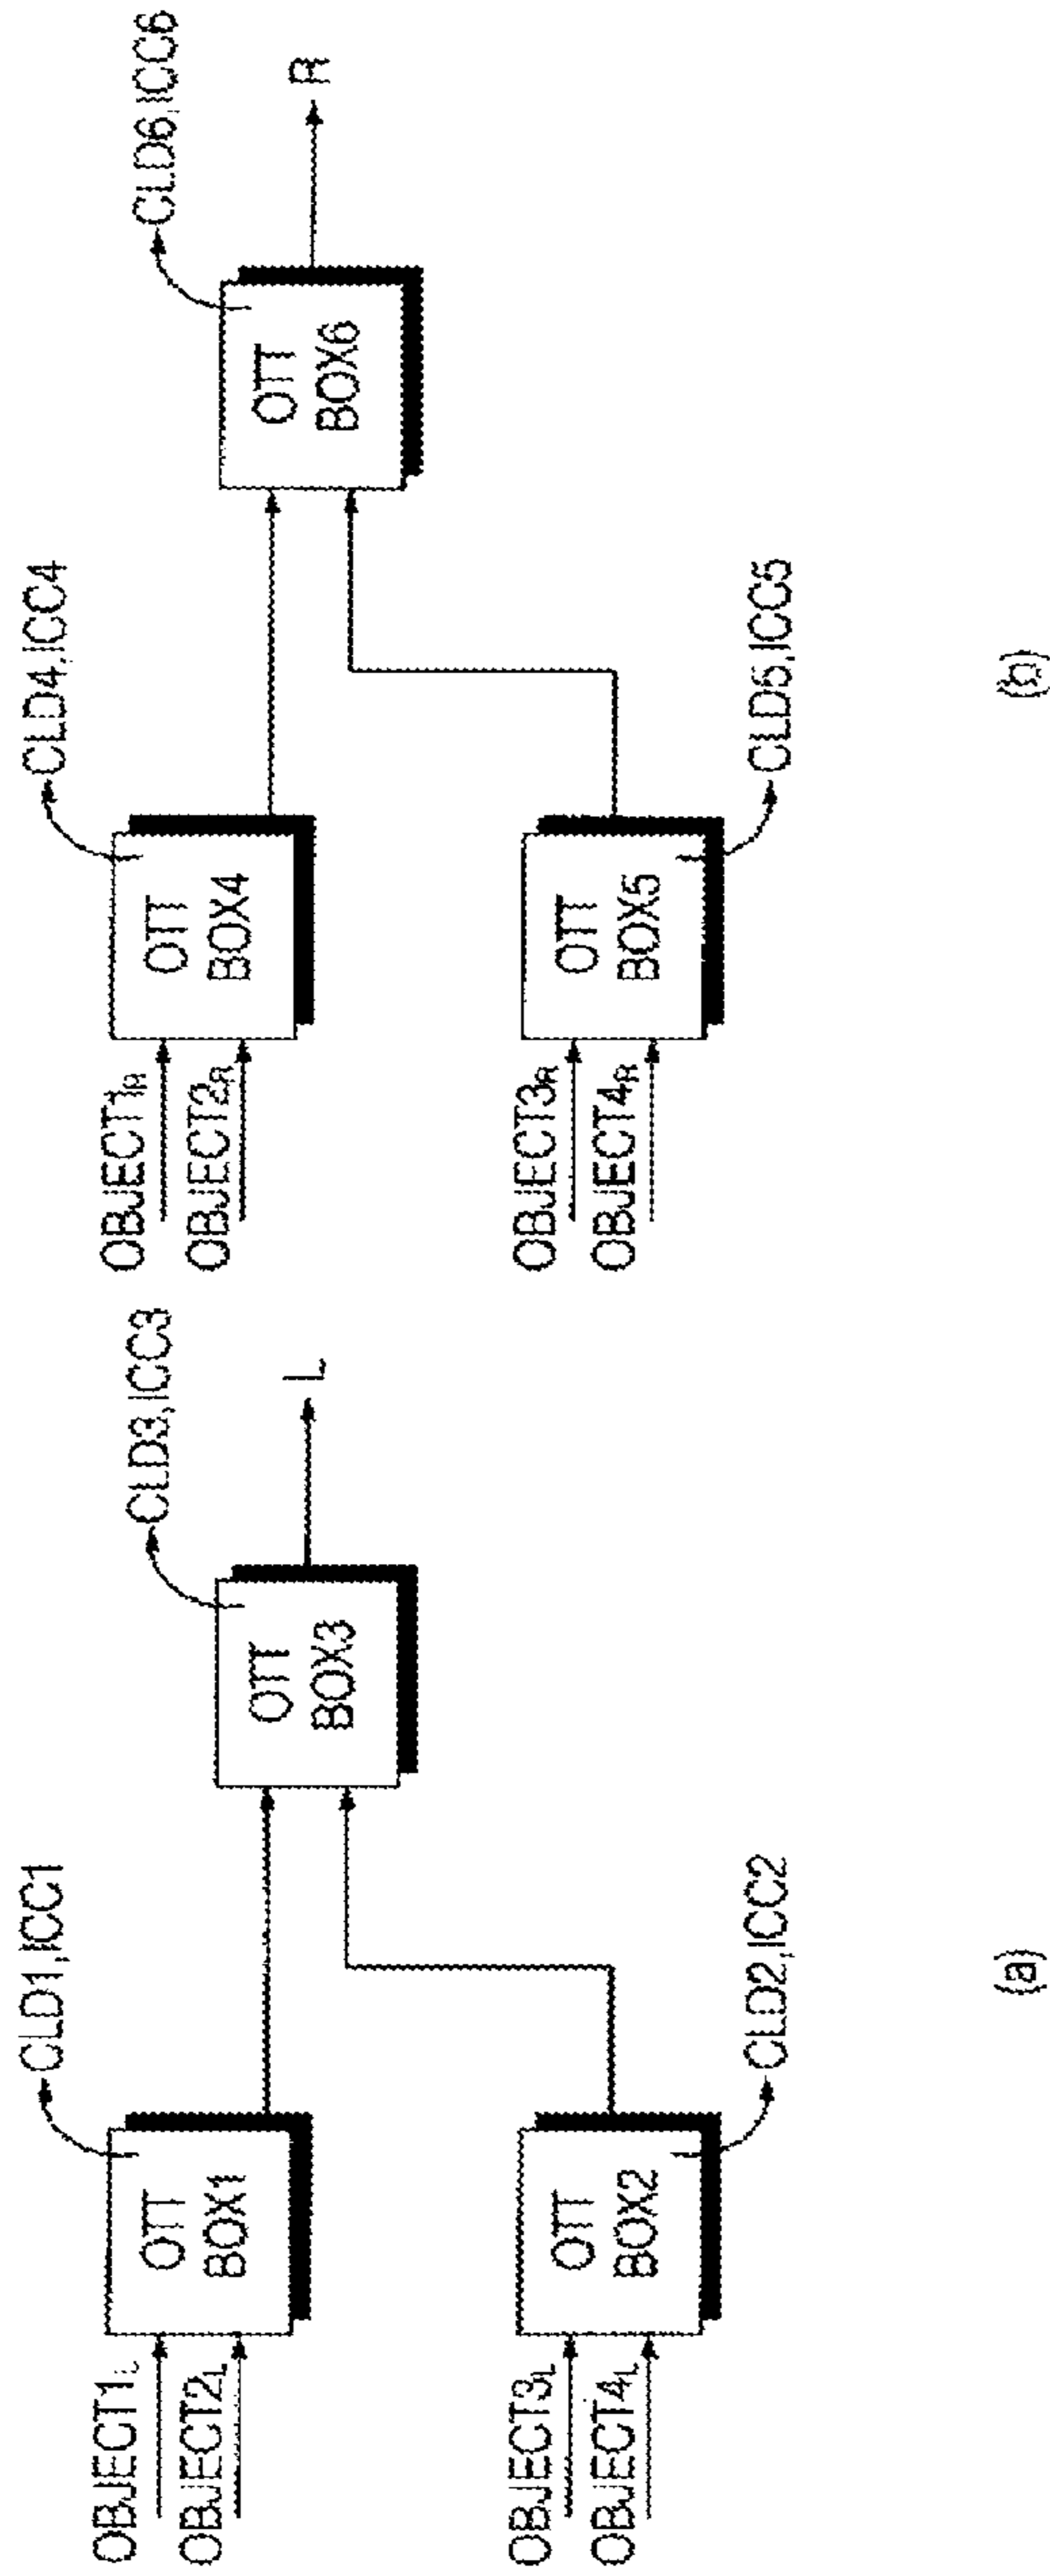 CLD1,ICC1
OBJECT1L
OBJECT2L
OTT
BOX1
CLD3,ICC3
OTT
BOX3
L
OBJECT3L
OBJECT4L
OTT
BOX2
CLD2,ICC2
(a)
CLD4,ICC4
OBJECT1R
OBJECT2R
OTT
BOX4
CLD6,ICC6
OTT
BOX6
R
OBJECT3R
OBJECT4R
OTT
BOX5
CLD5,ICC5
(b)